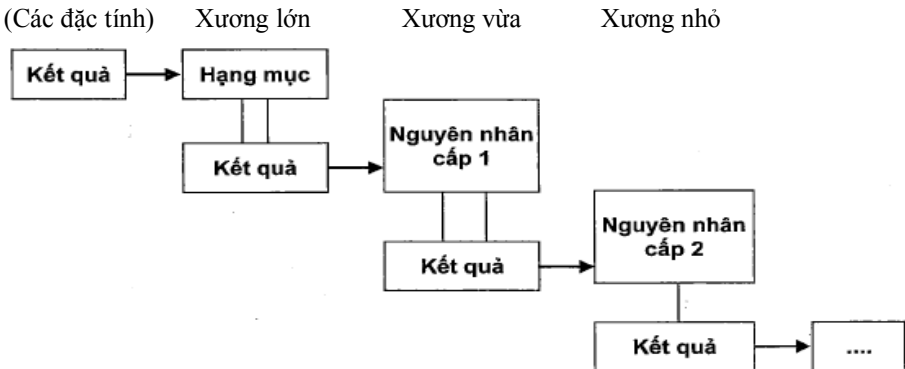 (Các đặc tính) Xương lớn Xương vừa Xương nhỏ
Kết quả Hạng mục
Kết quả
Nguyên nhân
cấp 1
Kết quả
Nguyên nhân
cấp 2
Kết quả ....